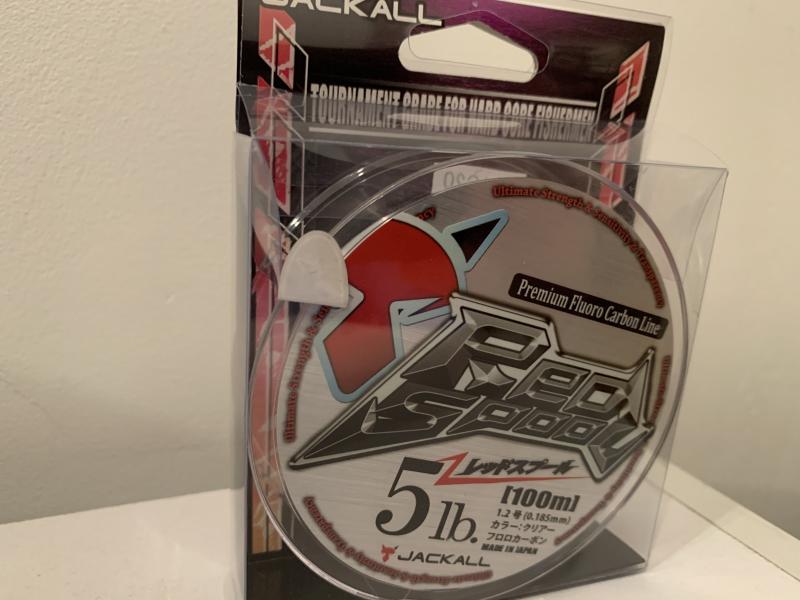 JACKALL
TOURNAMENT GRADE FOR HARD CORE FISHERMEN
Ultimate Strength & Sensitivity & Transparency
Premium Fluoro Carbon Line
Red
Spool
レッドスプール
5lb.
[100m]
1.2号(0.185mm)
カラー:クリアー
フロロカーボン
MADE IN JAPAN
JACKALL